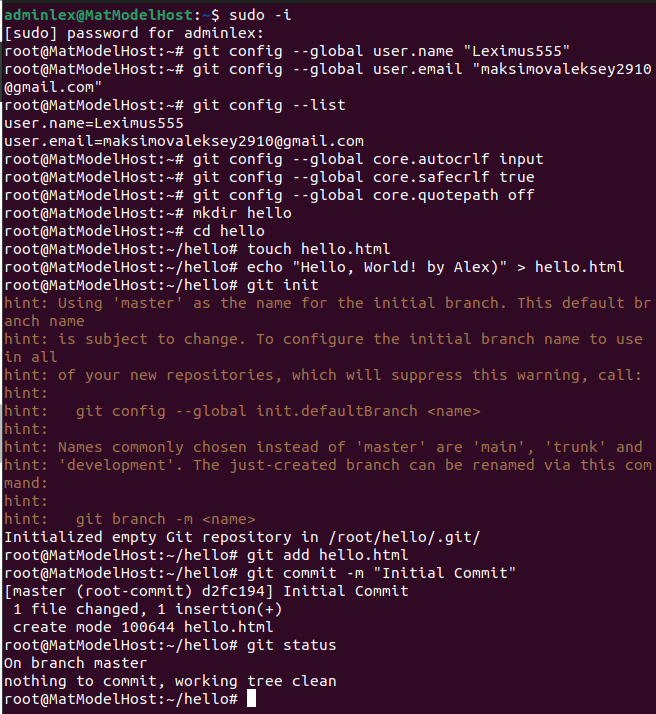 adminlex@MatModelHost:~$ sudo -i
[sudo] password for adminlex:
root@MatModelHost:~# git config --global user.name "Leximus555"
root@MatModelHost:~# git config --global user.email "maksimovaleksey2910
@gmail.com"
root@MatModelHost:~# git config --list
user.name=Leximus555
user.email=maksimovaleksey2910@gmail.com
root@MatModelHost:~# git config --global core.autocrlf input
root@MatModelHost:~# git config --global core.safecrlf true
root@MatModelHost:~# git config --global core.quotepath off
root@MatModelHost:~# mkdir hello
root@MatModelHost:~# cd hello
root@MatModelHost:~/hello# touch hello.html
root@MatModelHost:~/hello# echo "Hello, World! by Alex)" > hello.html
root@MatModelHost:~/hello# git init
hint: Using 'master' as the name for the initial branch. This default br
anch name
hint: is subject to change. To configure the initial branch name to use
in all
hint: of your new repositories, which will suppress this warning, call:
hint:
hint:   git config --global init.defaultBranch <name>
hint:
hint: Names commonly chosen instead of 'master' are 'main', 'trunk' and
hint: 'development'. The just-created branch can be renamed via this com
mand:
hint:
hint:   git branch -m <name>
Initialized empty Git repository in /root/hello/.git/
root@MatModelHost:~/hello# git add hello.html
root@MatModelHost:~/hello# git commit -m "Initial Commit"
[master (root-commit) d2fc194] Initial Commit
 1 file changed, 1 insertion(+)
 create mode 100644 hello.html
root@MatModelHost:~/hello# git status
On branch master
nothing to commit, working tree clean
root@MatModelHost:~/hello#